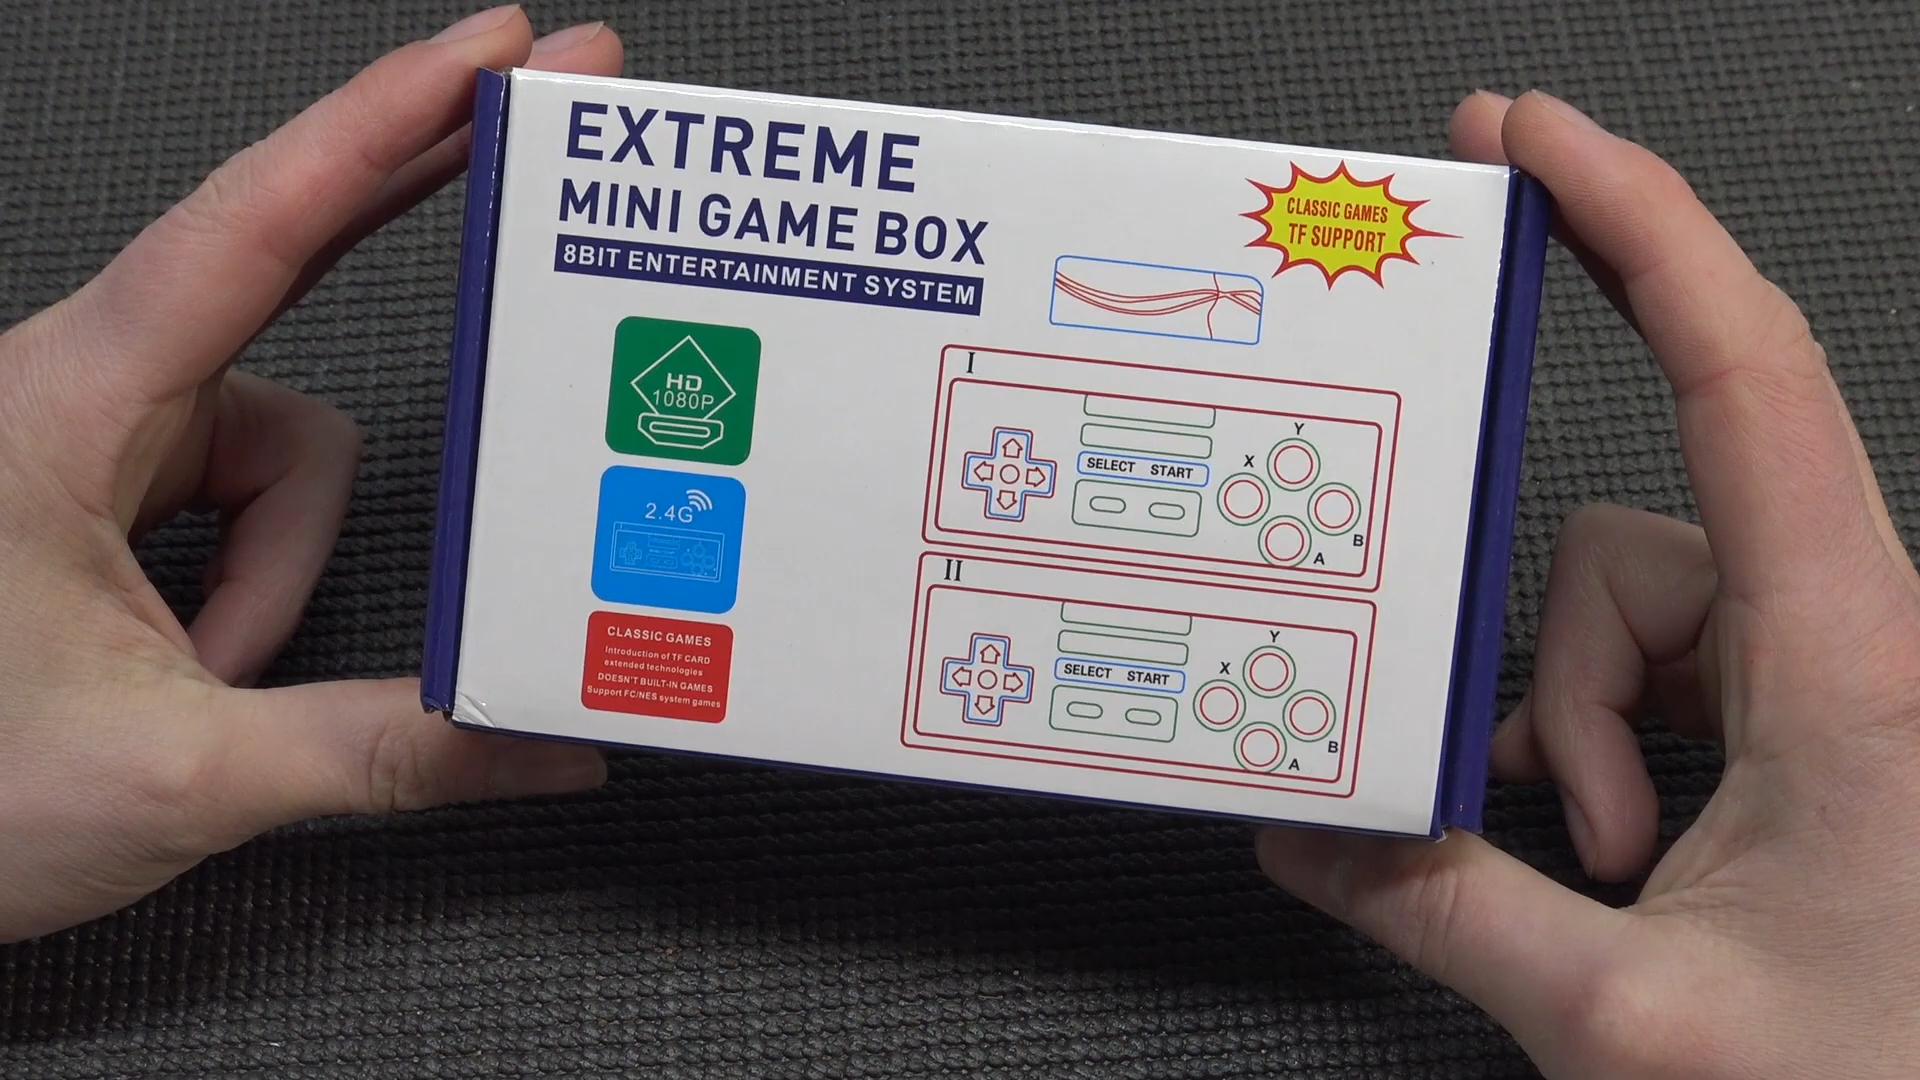 EXTREME
MINI GAME BOX
8BIT ENTERTAINMENT SYSTEM
CLASSIC GAMES
TF SUPPORT
HD
1080P
2.4G
CLASSIC GAMES
Introduction of TF CARD
extended technologies
DOESN'T BUILT-IN GAMES
Support FC/NES system games
I
SELECT START
Y
X
B
A
II
SELECT START
Y
X
B
A